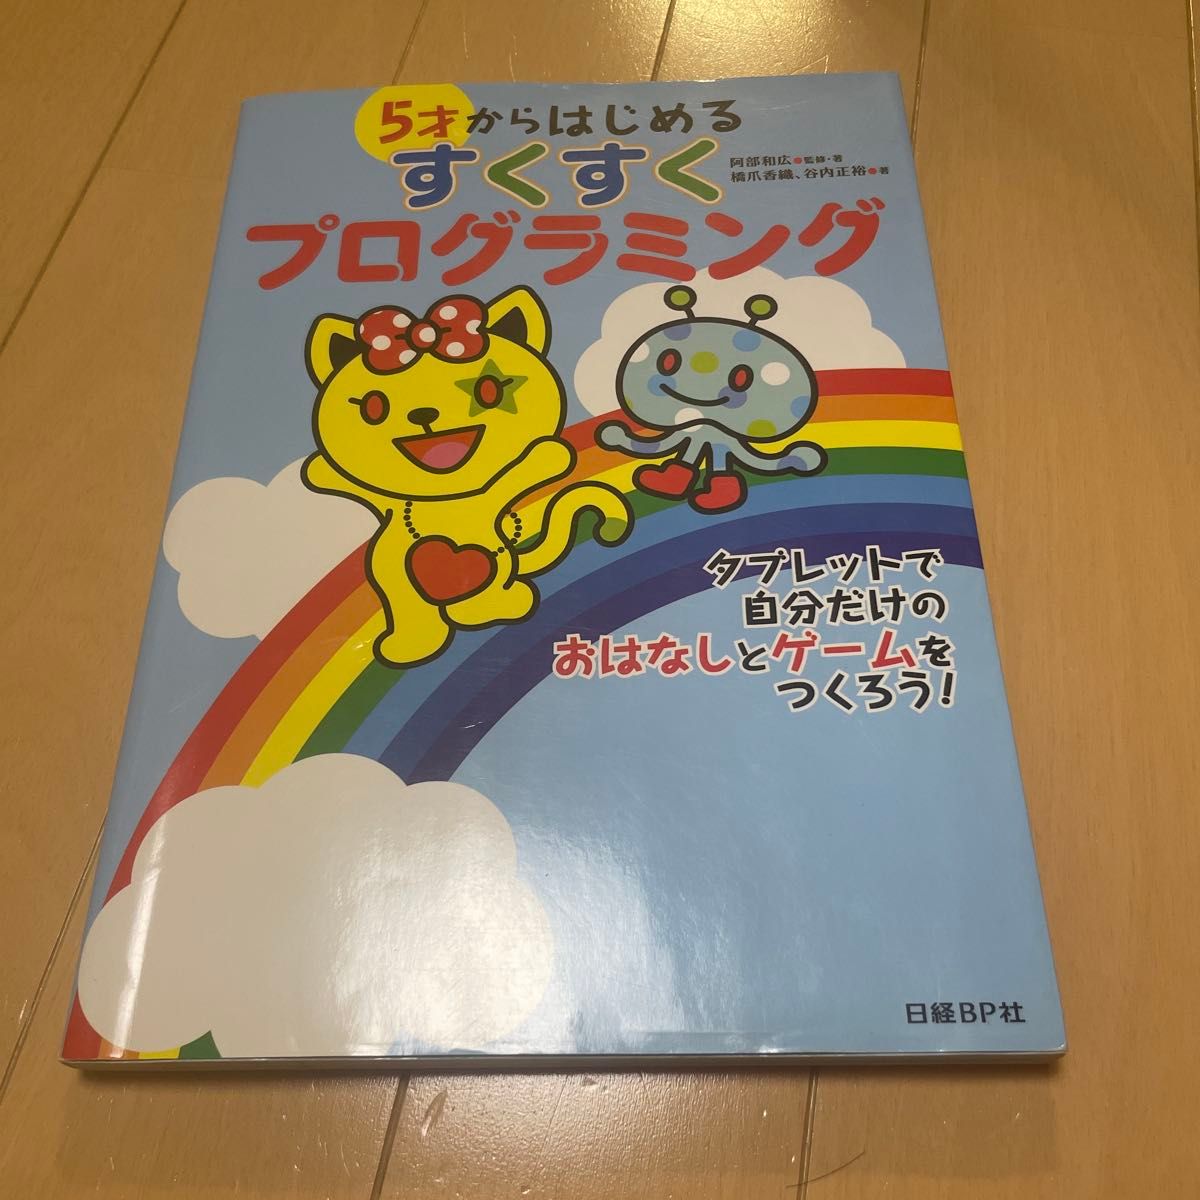 5才からはじめる
すくすく
プログラミング
阿部和広●監修・著
橋爪香織、谷内正裕●著
タブレットで
自分だけの
おはなしとゲームを
つくろう!
日経BP社